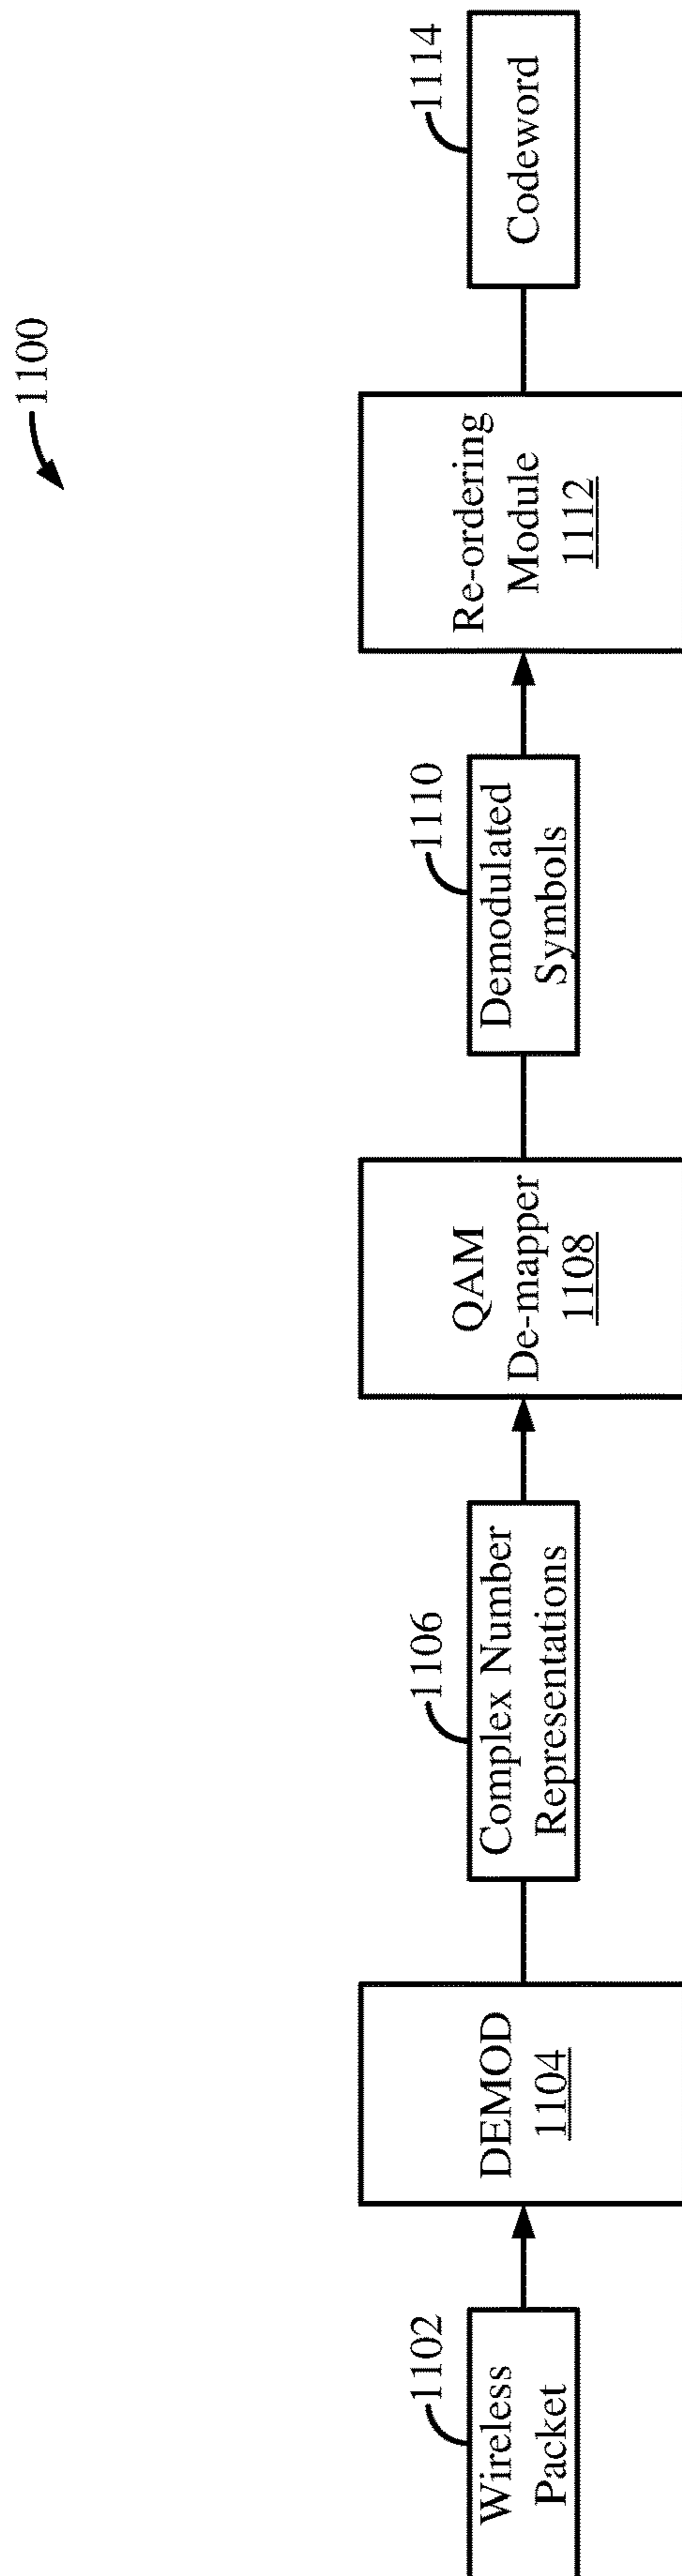 1100
1102
Wireless
Packet
DEMOD
1104
1106
Complex Number
Representations
QAM
De-mapper
1108
1110
Demodulated
Symbols
Re-ordering
Module
1112
1114
Codeword